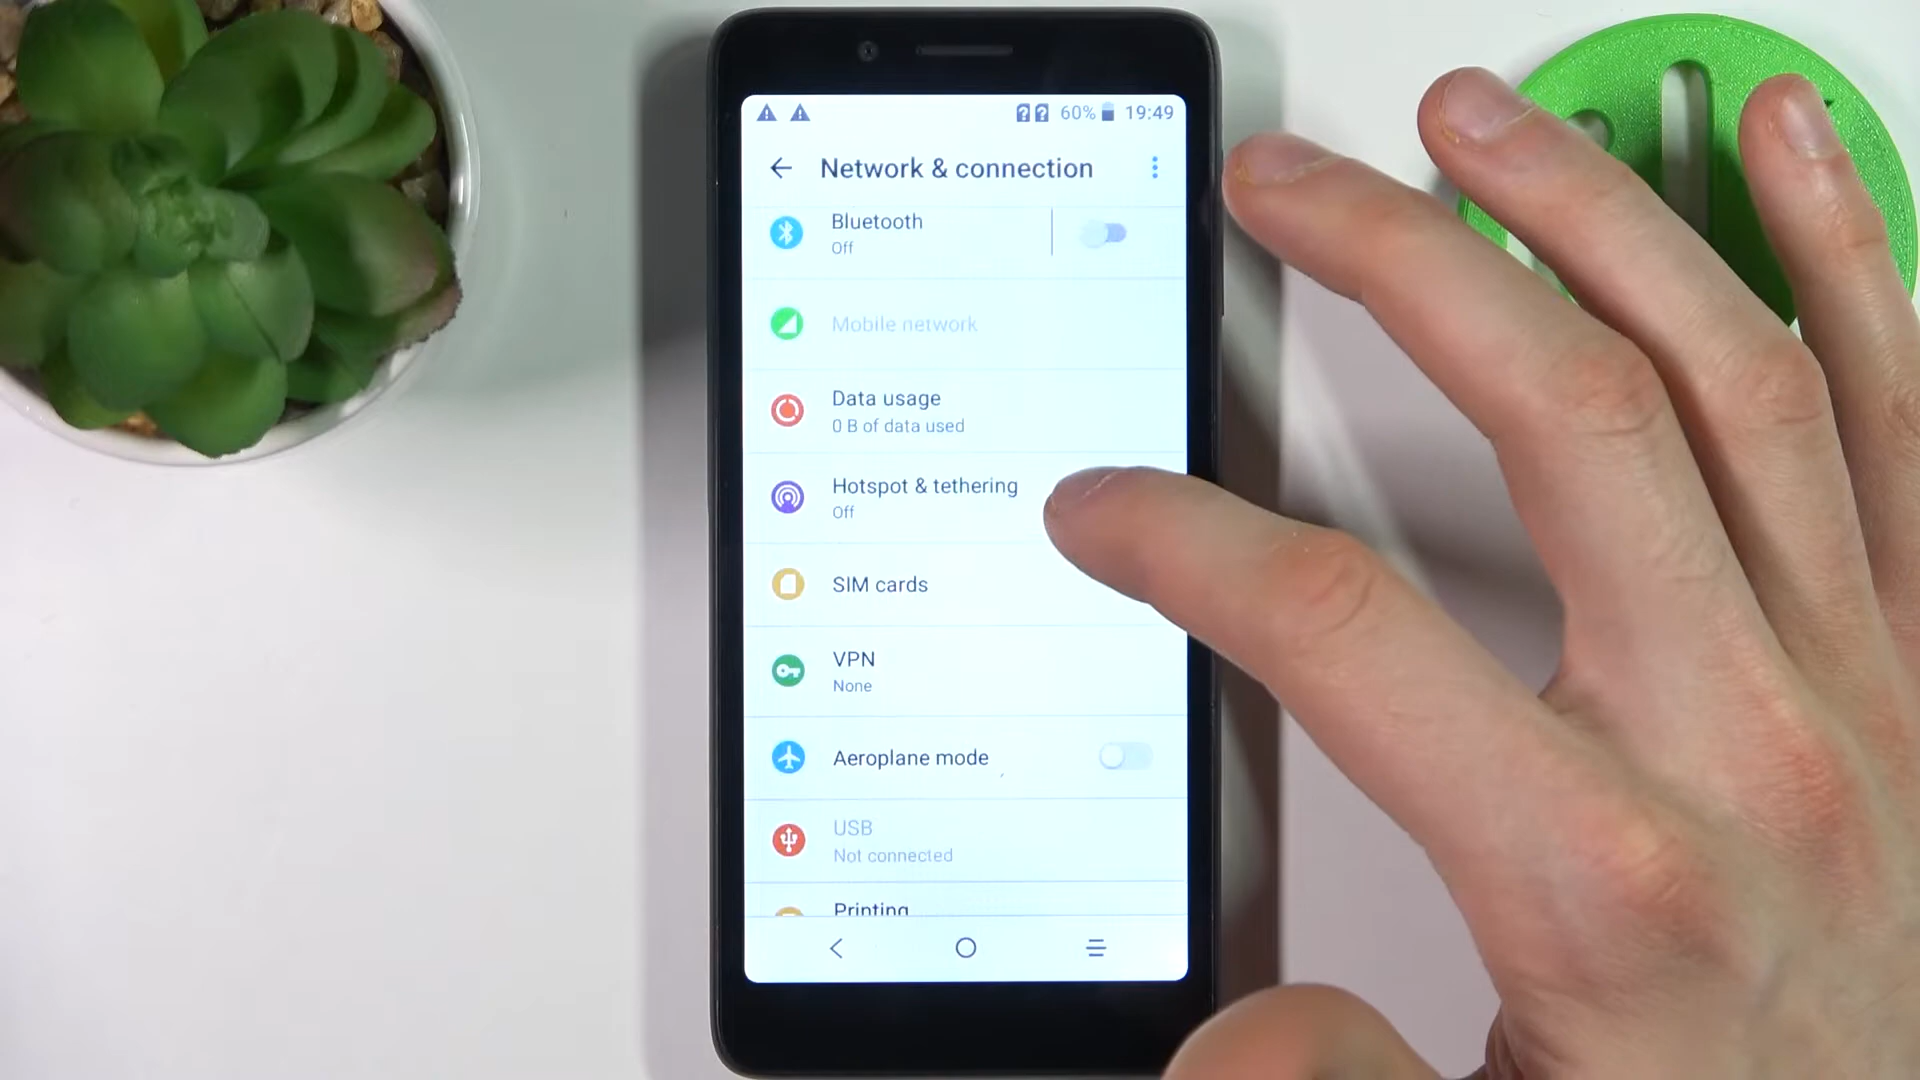 60% 19:49
Network & connection
Bluetooth
Off
Mobile network
Data usage
0 B of data used
Hotspot & tethering
Off
SIM cards
VPN
None
Aeroplane mode
USB
Not connected
Printing